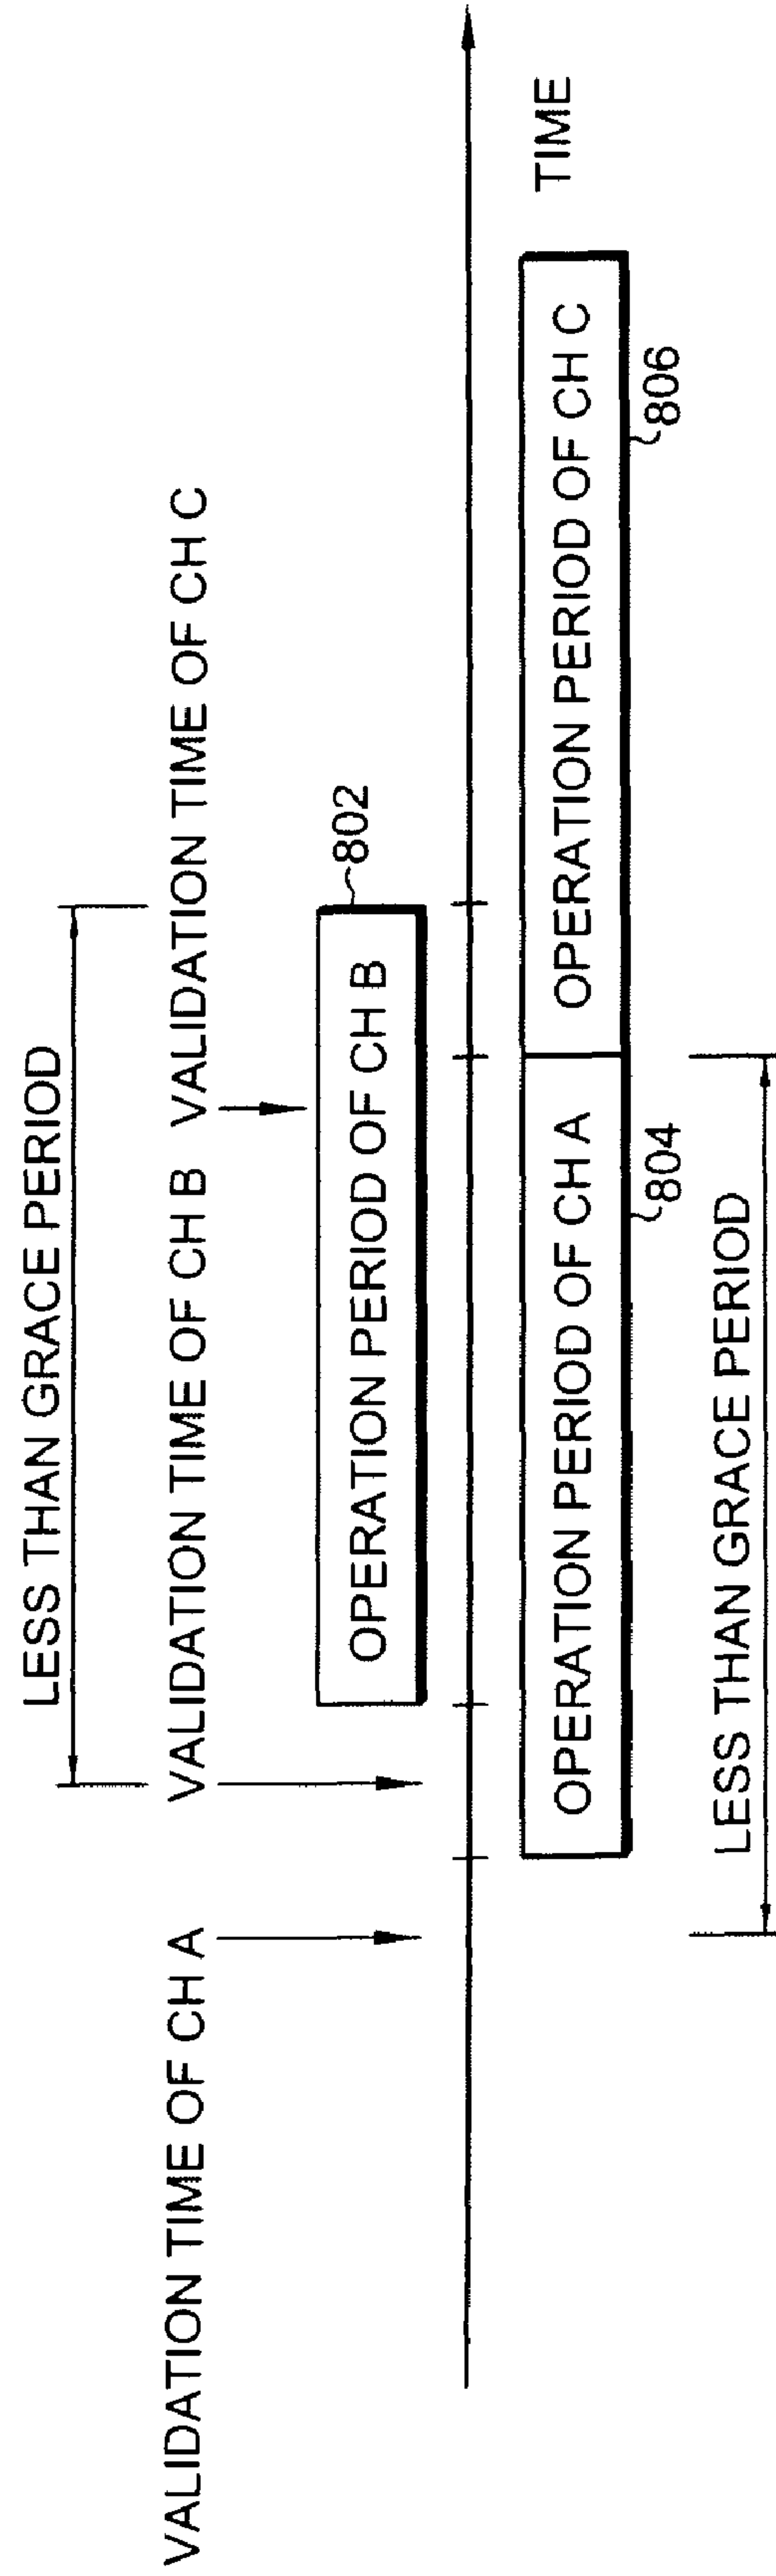 LESS THAN GRACE PERIOD
VALIDATION TIME OF CH A
VALIDATION TIME OF CH B
VALIDATION TIME OF CH C
OPERATION PERIOD OF CH B
802
TIME
OPERATION PERIOD OF CH A
OPERATION PERIOD OF CH C
804
806
LESS THAN GRACE PERIOD